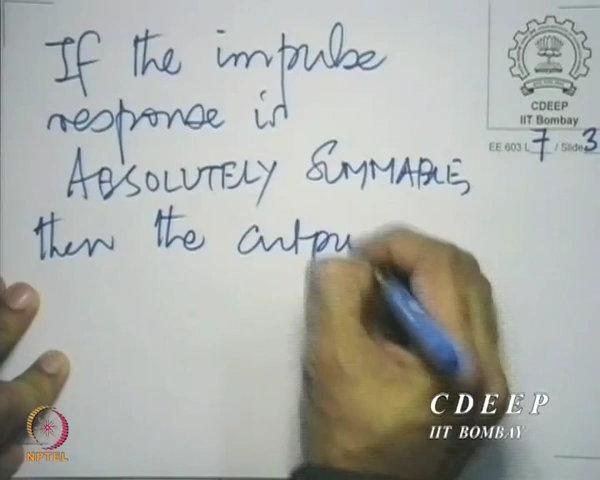 If the impulse
response is
ABSOLUTELY SUMMABLE,
then the outpu
CDEEP
IIT Bombay
EE 603 L 7 / Slide 3
CDEEP
IIT BOMBAY
NPTEL